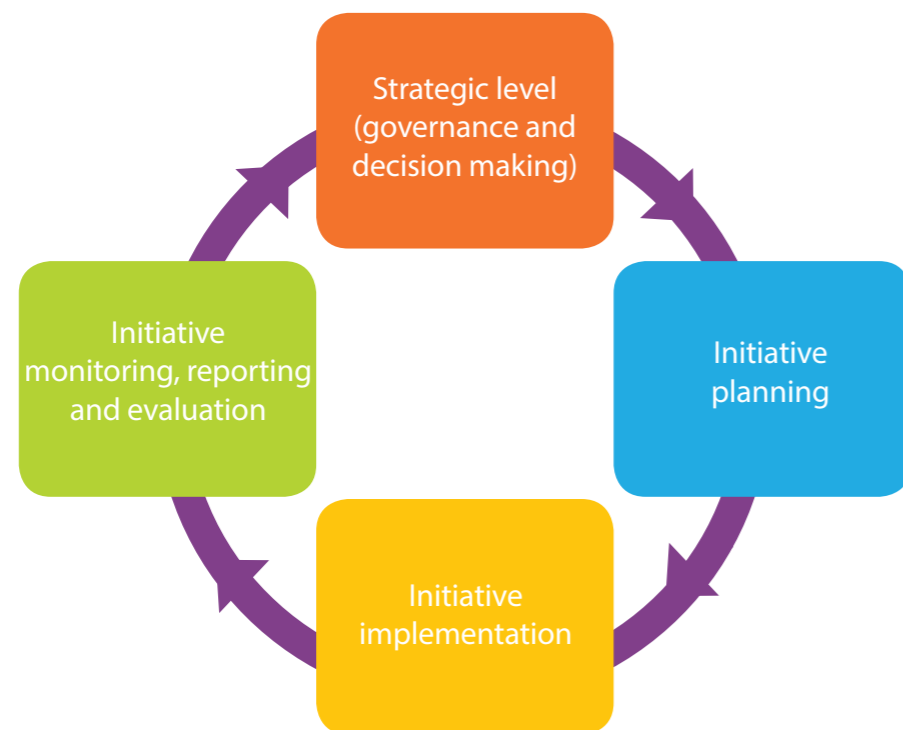 Strategic level
(governance and
decision making)
Initiative
planning
Initiative
implementation
Initiative
monitoring, reporting
and evaluation